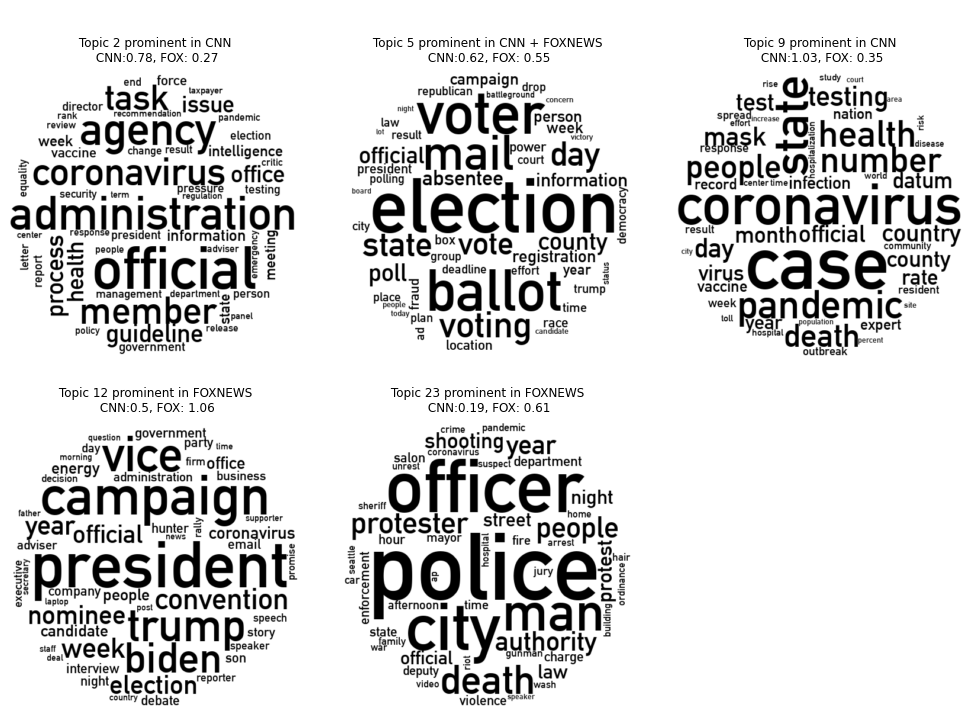 Topic 2 prominent in CNN
CNN:0.78, FOX: 0.27
end force
taxpayer
task
director
issue
rank
recommendation
pandemic
review
agency
election
week
change result
intelligence
vaccine
critic
equality
coronavirus
office
security term
pressure
testing
regulation
administration
center
response president information
meeting
letter
report
process
health
people
adviser
emergency
official
management department person
member
state
panel
policy
guideline
release
government
Topic 5 prominent in CNN + FOXNEWS
CNN:0.62, FOX: 0.55
campaign
republican
battleground
drop
concern
night
voter
person
law
week
lot
result
victory
official
mail
power
day
president
court
polling
absentee
information
board
election
democracy
city
state
box
vote
county
group
registration
poll
deadline
effort
year
status
fraud
ballot
trump
place
people
time
today
plan
ad
voting
race
candidate
location
Topic 9 prominent in CNN
CNN:1.03, FOX: 0.35
rise
state
study
court
test
testing
area
spread
nation
effort
increase
mask
hospitalization
health
risk
response
disease
people
number
record
center
time
infection
world
datum
coronavirus
result
day
month
official
country
city
community
virus
case
county
vaccine
rate
resident
week
pandemic
site
toll
year
population
expert
hospital
death
percent
outbreak
Topic 12 prominent in FOXNEWS
CNN:0.5, FOX: 1.06
question
government
day
vice
party
time
morning
energy
firm
office
decision
administration
business
campaign
father
supporter
year
official
hunter
rally
coronavirus
news
adviser
email
president
promise
executive
secretary
company
people
laptop
post
convention
nominee
trump
speech
candidate
story
staff
week
speaker
deal
biden
son
interview
reporter
night
election
country
debate
Topic 23 prominent in FOXNEWS
CNN:0.19, FOX: 0.61
crime
pandemic
shooting
year
coronavirus
salon
unrest
suspect
department
officer
night
sheriff
home
protester
street
people
hour
mayor
fire
arrest
hospital
seattle
protest
hair
car
police
ap
jury
ordinance
enforcement
afternoon
time
man
building
state
city
family
authority
war
official
gunman
charge
deputy
riot
law
video
death
wash
violence
speaker